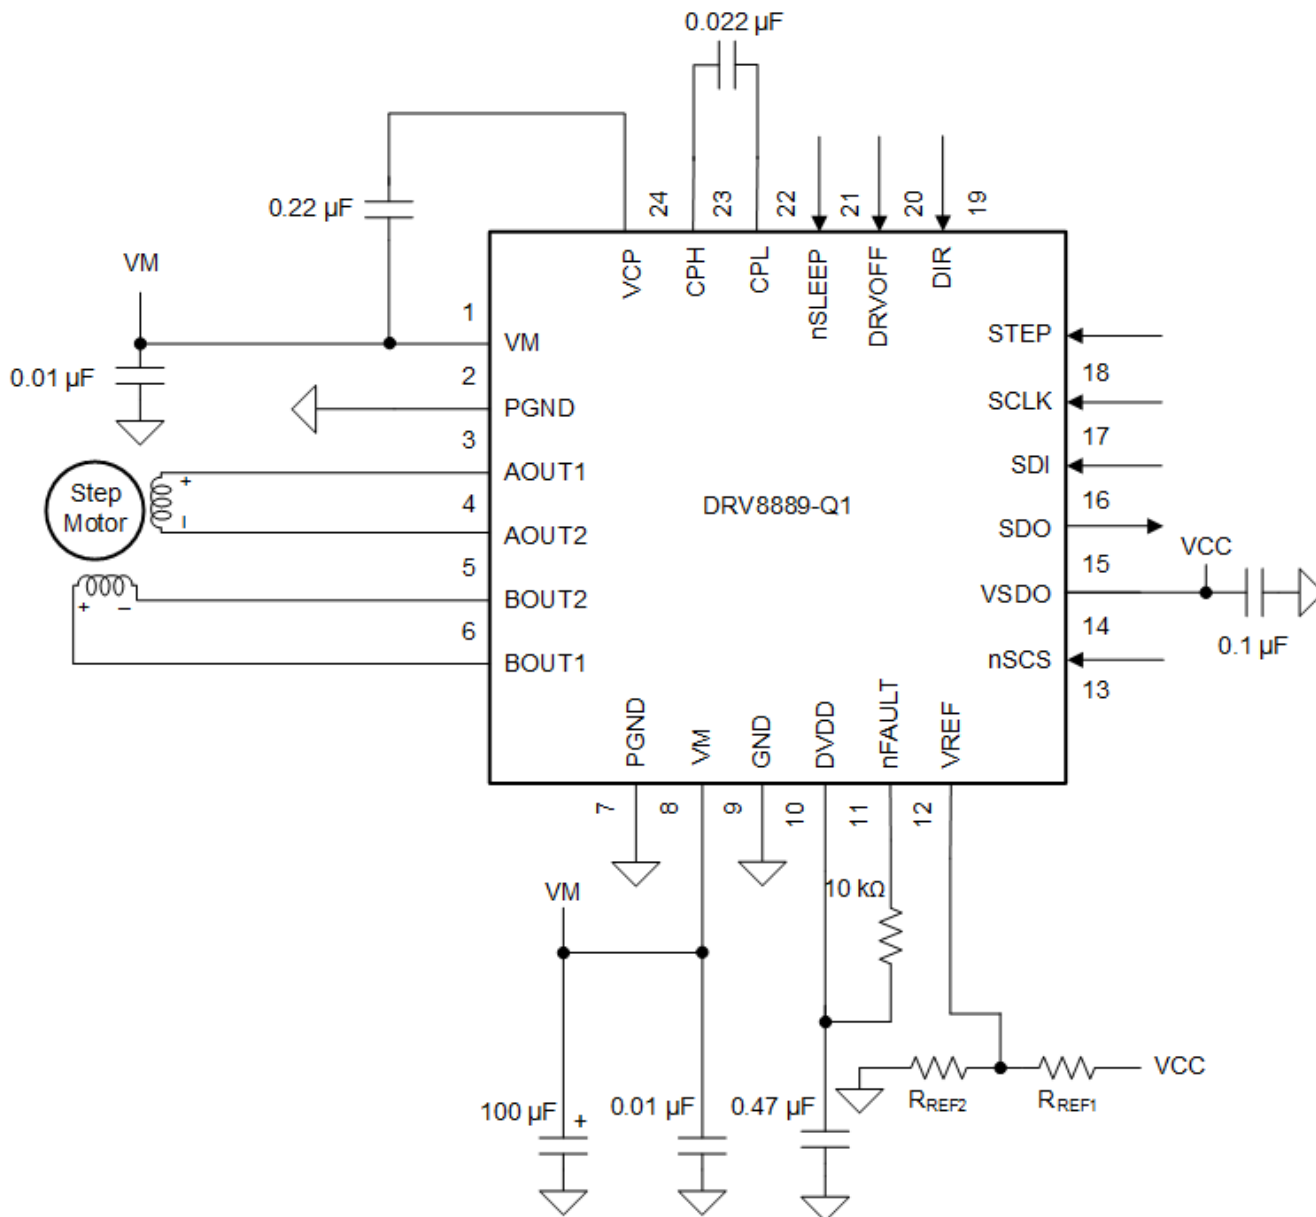 0.022 µF
0.22 µF
24
23
22
21
20
19
VCP
CPH
CPL
nSLEEP
DRVOFF
DIR
VM
1
VM
STEP
0.01 µF
2
18
PGND
SCLK
3
17
AOUT1
SDI
+
Step
Motor
4
DRV8889-Q1
16
–
AOUT2
SDO
VCC
5
15
BOUT2
VSDO
+ –
6
14
0.1 µF
BOUT1
nSCS
13
PGND
VM
GND
DVDD
nFAULT
VREF
7
8
9
10
11
12
10 kΩ
VM
VCC
RREF2
RREF1
100 µF
+
0.01 µF
0.47 µF